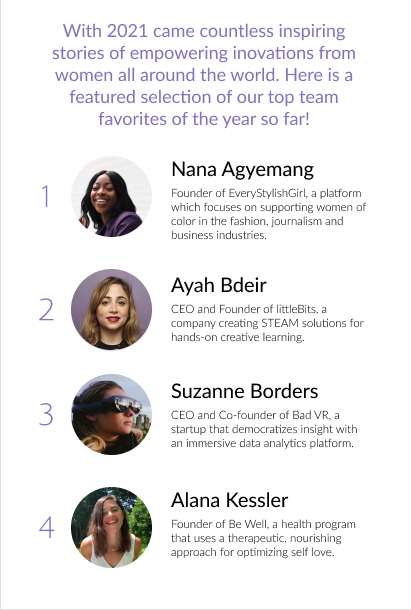 With 2021 came countless inspiring
stories of empowering inovations from
women all around the world. Here is a
featured selection of our top team
favorites of the year so far!
1
Nana Agyemang
Founder of EveryStylishGirl, a platform
which focuses on supporting women of
color in the fashion, journalism and
business industries.
2
Ayah Bdeir
CEO and Founder of littleBits, a
company creating STEAM solutions for
hands-on creative learning.
3
Suzanne Borders
CEO and Co-founder of Bad VR, a
startup that democratizes insight with
an immersive data analytics platform.
4
Alana Kessler
Founder of Be Well, a health program
that uses a therapeutic, nourishing
approach for optimizing self love.